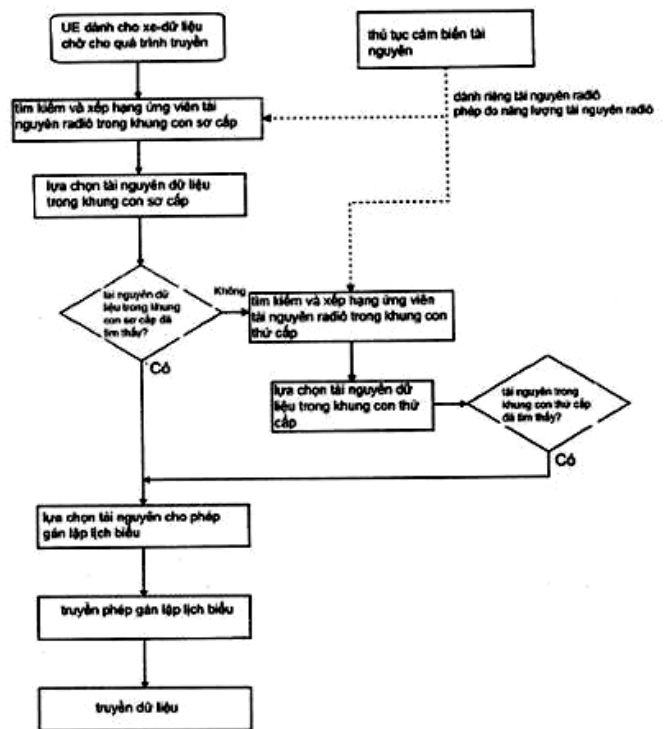 UE dành cho xe-dữ liệu
chờ cho quá trình truyền
thủ tục cảm biến tài
nguyên
dành riêng tài nguyên radiô
phép đo năng lượng tài nguyên radiô
tìm kiếm và xếp hạng ứng viên tài
nguyên radiô trong khung con sơ cấp
lựa chọn tài nguyên dữ liệu
trong khung con sơ cấp
tài nguyên dữ
liệu trong khung
con sơ cấp đã
tìm thấy?
Không
tìm kiếm và xếp hạng ứng viên
tài nguyên radiô trong khung con
thứ cấp
Có
lựa chọn tài nguyên dữ
liệu trong khung con thứ
cấp
tài nguyên trong
khung con thứ cấp
đã tìm thấy?
Có
lựa chọn tài nguyên cho phép
gán lập lịch biểu
truyền phép gán lập lịch biểu
truyền dữ liệu